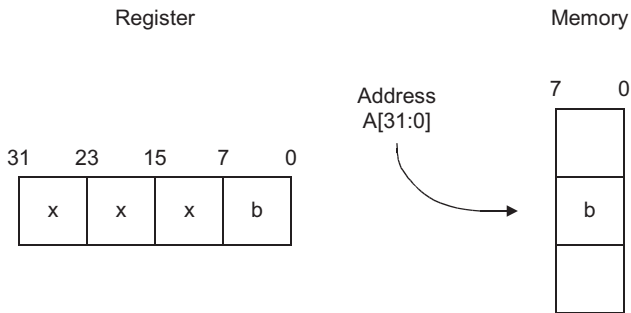 Register
Memory
Address
A[31:0]
7 0
31 23 15 7 0
x x x b
b